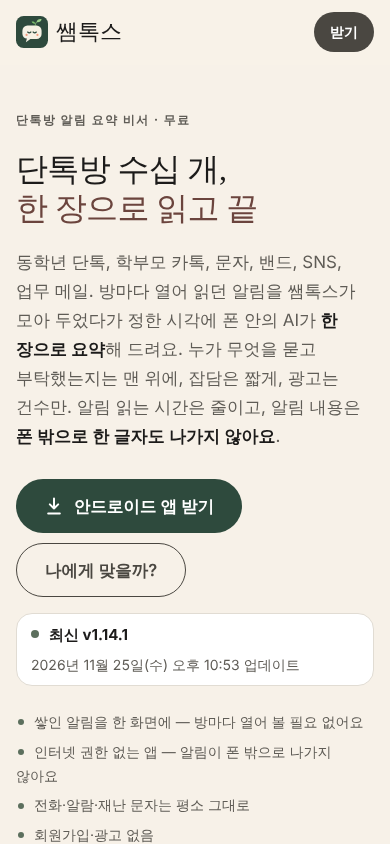 쌤톡스
받기
단톡방 알림 요약 비서 · 무료
단톡방 수십 개,
한 장으로 읽고 끝
동학년 단톡, 학부모 카톡, 문자, 밴드, SNS,
업무 메일. 방마다 열어 읽던 알림을 쌤톡스가
모아 두었다가 정한 시각에 폰 안의 AI가 한
장으로 요약해 드려요. 누가 무엇을 묻고
부탁했는지는 맨 위에, 잡담은 짧게, 광고는
건수만. 알림 읽는 시간은 줄이고, 알림 내용은
폰 밖으로 한 글자도 나가지 않아요.
안드로이드 앱 받기
나에게 맞을까?
최신 v1.14.1
2026년 11월 25일(수) 오후 10:53 업데이트
쌓인 알림을 한 화면에 — 방마다 열어 볼 필요 없어요
인터넷 권한 없는 앱 — 알림이 폰 밖으로 나가지
않아요
전화·알람·재난 문자는 평소 그대로
회원가입·광고 없음